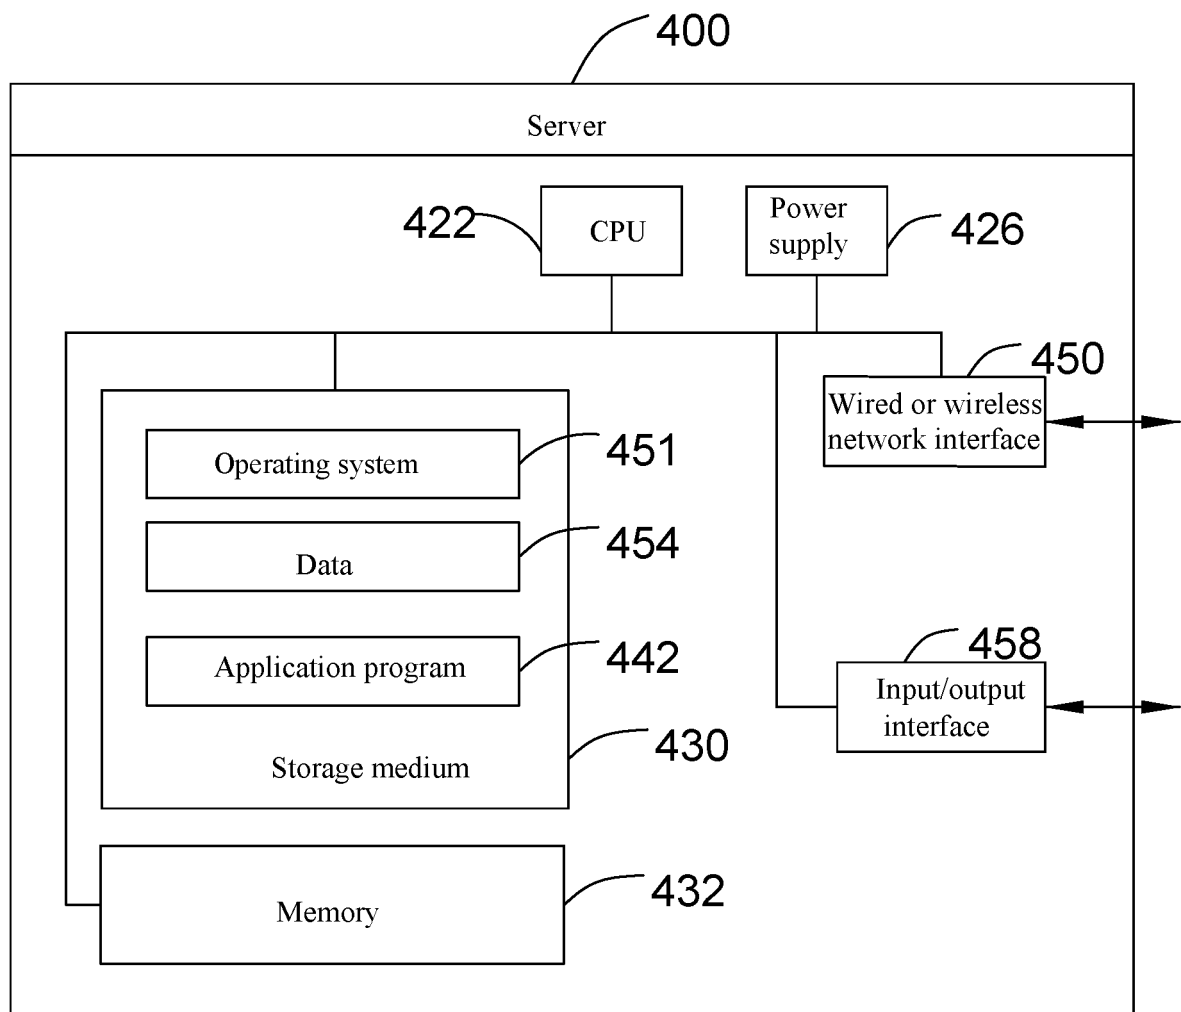 400
Server
422
CPU
Power
supply
426
450
Wired or wireless
network interface
Operating system
451
Data
454
Application program
442
458
Input/output
interface
Storage medium
430
Memory
432